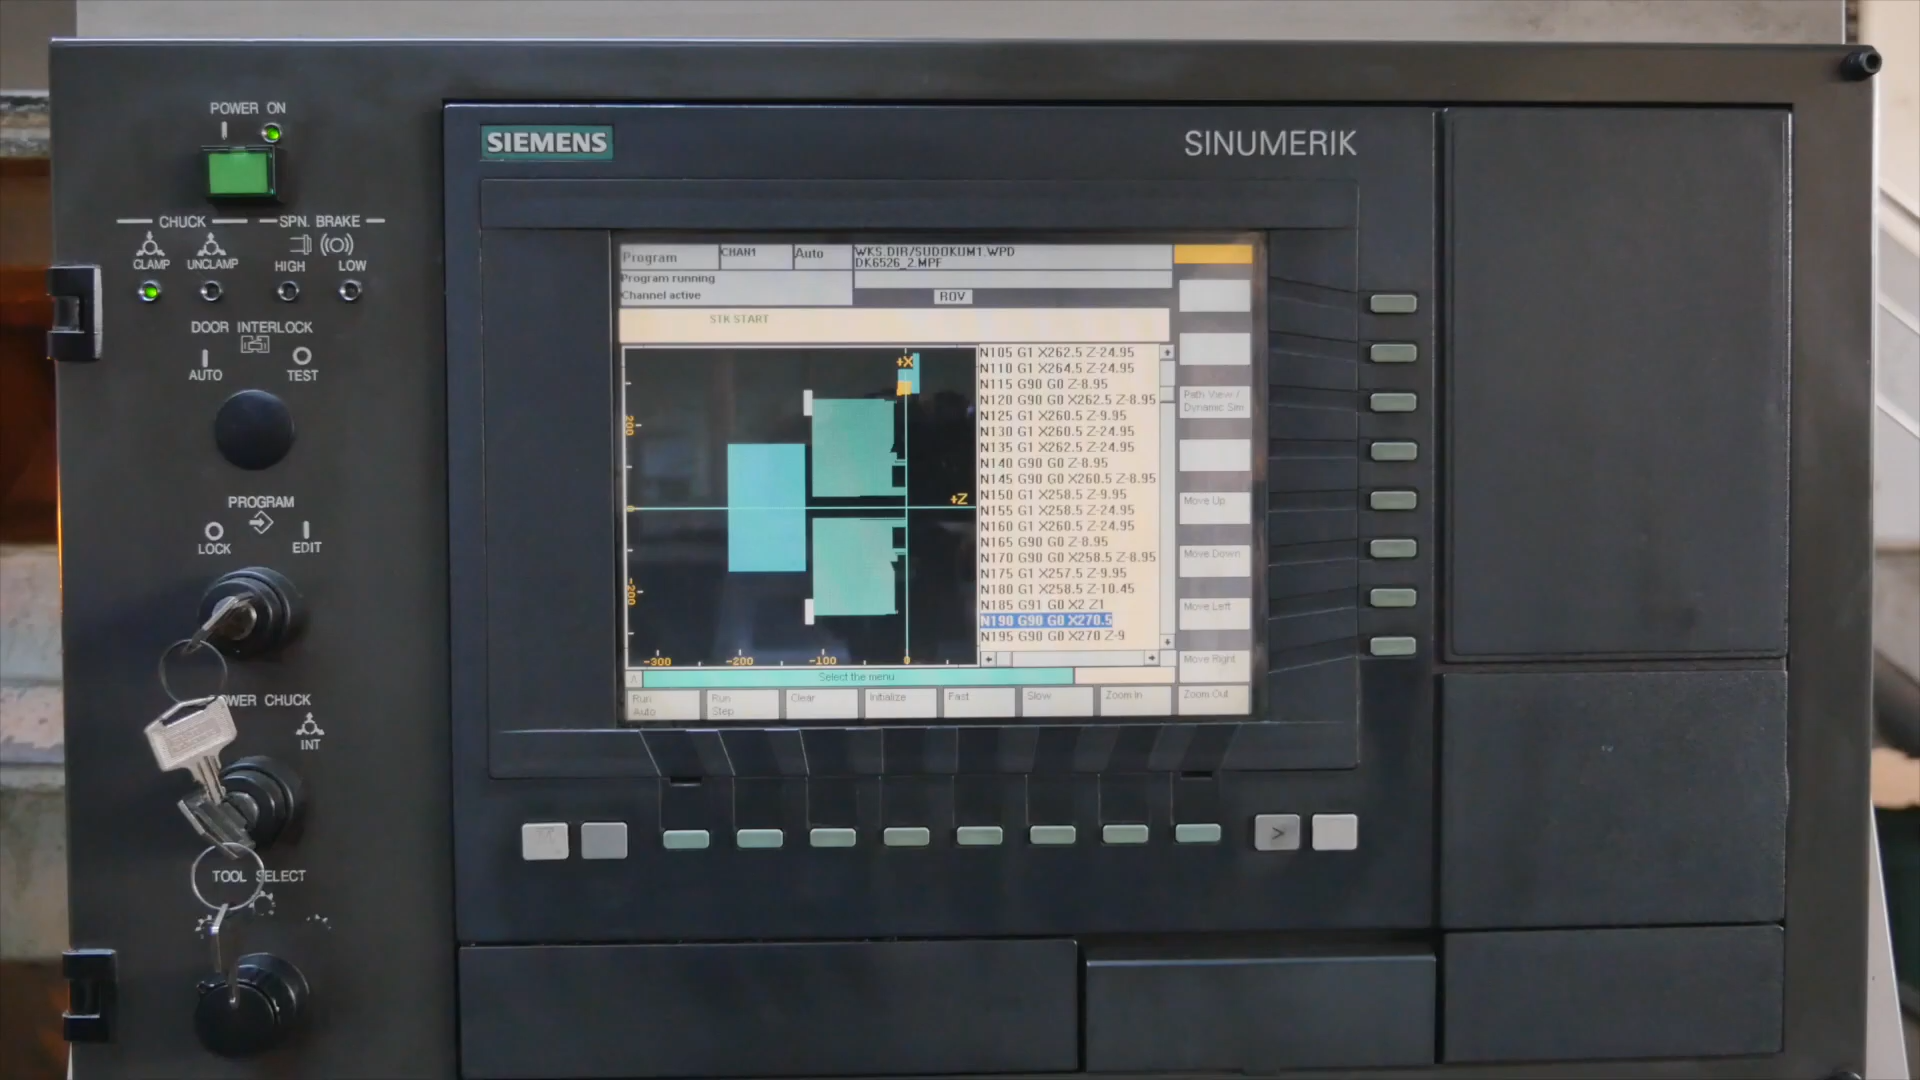 POWER ON
CHUCK
SPN. BRAKE
CLAMP
UNCLAMP
HIGH
LOW
DOOR INTERLOCK
AUTO
TEST
PROGRAM
LOCK
EDIT
OWER CHUCK
INT
TOOL SELECT
SIEMENS
SINUMERIK
Program
CHAN1
Auto
WKS.DIR/SUDOKUM1.WPD
DK6526_2.MPF
Program running
Channel active
ROV
STK START
+X
+Z
200
0
-200
-300
-200
-100
0
N105 G1 X262.5 Z-24.95
N110 G1 X264.5 Z-24.95
N115 G90 G0 Z-8.95
N120 G90 G0 X262.5 Z-8.95
N125 G1 X260.5 Z-9.95
N130 G1 X260.5 Z-24.95
N135 G1 X262.5 Z-24.95
N140 G90 G0 Z-8.95
N145 G90 G0 X260.5 Z-8.95
N150 G1 X258.5 Z-9.95
N155 G1 X258.5 Z-24.95
N160 G1 X260.5 Z-24.95
N165 G90 G0 Z-8.95
N170 G90 G0 X258.5 Z-8.95
N175 G1 X257.5 Z-9.95
N180 G1 X258.5 Z-10.45
N185 G91 G0 X2 Z1
N190 G90 G0 X270.5
N195 G90 G0 X270 Z-9
Path View /
Dynamic Sim
Move Up
Move Down
Move Left
Move Right
Select the menu
Run
Auto
Run
Step
Clear
Initialize
Fast
Slow
Zoom In
Zoom Out
>